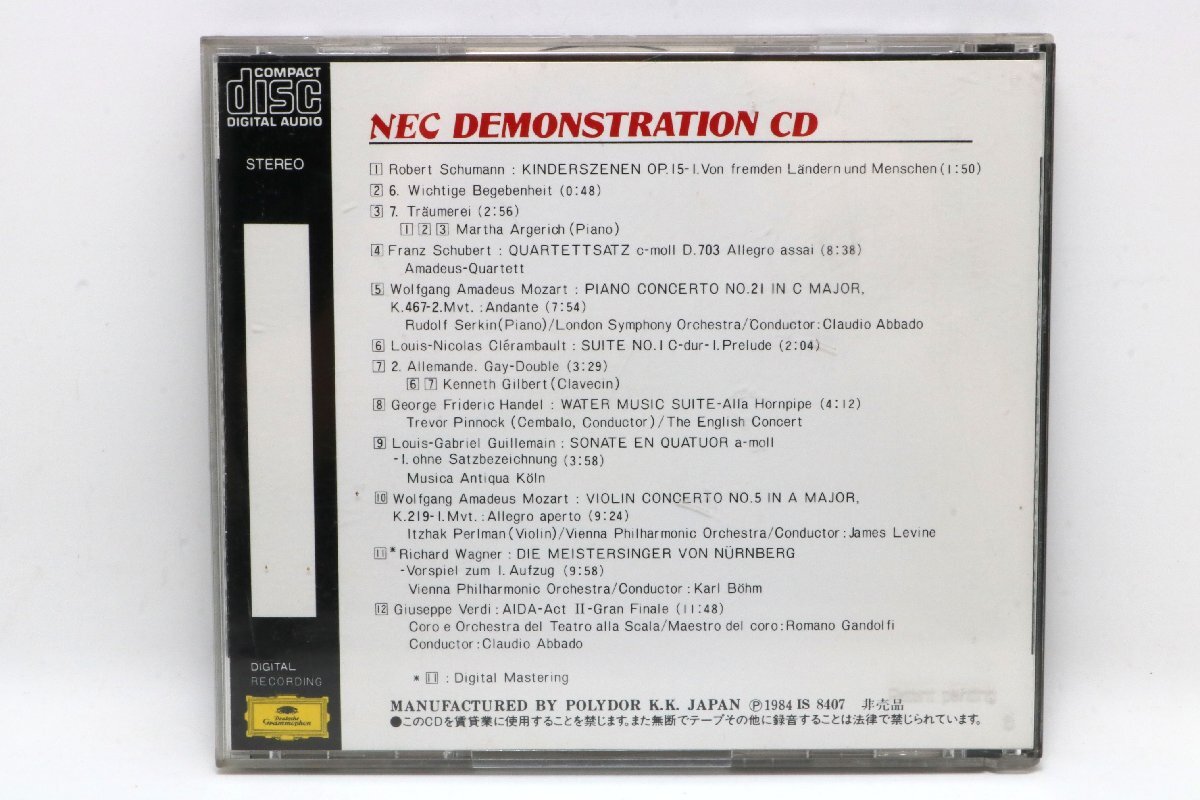 COMPACT
disc
DIGITAL AUDIO
STEREO
NEC DEMONSTRATION CD
1 Robert Schumann : KINDERSZENEN OP.15-1.Von fremden Ländern und Menschen (1:50)
2 6. Wichtige Begebenheit (0:48)
3 7. Träumerei (2:56)
1 2 3 Martha Argerich (Piano)
4 Franz Schubert : QUARTETTSATZ c-moll D.703 Allegro assai (8:38)
Amadeus-Quartett
5 Wolfgang Amadeus Mozart : PIANO CONCERTO NO.21 IN C MAJOR,
K.467-2.Mvt. : Andante (7:54)
Rudolf Serkin(Piano)/London Symphony Orchestra/Conductor:Claudio Abbado
6 Louis-Nicolas Clérambault : SUITE NO.1 C-dur-1.Prelude (2:04)
7 2. Allemande. Gay-Double (3:29)
6 7 Kenneth Gilbert (Clavecin)
8 George Frideric Handel : WATER MUSIC SUITE-Alla Hornpipe (4:12)
Trevor Pinnock (Cembalo, Conductor)/The English Concert
9 Louis-Gabriel Guillemain : SONATE EN QUATUOR a-moll
-1. ohne Satzbezeichnung (3:58)
Musica Antiqua Köln
10 Wolfgang Amadeus Mozart : VIOLIN CONCERTO NO.5 IN A MAJOR,
K.219-1.Mvt. : Allegro aperto (9:24)
Itzhak Perlman (Violin)/Vienna Philharmonic Orchestra/Conductor: James Levine
11 * Richard Wagner : DIE MEISTERSINGER VON NÜRNBERG
-Vorspiel zum 1. Aufzug (9:58)
Vienna Philharmonic Orchestra/Conductor : Karl Böhm
12 Giuseppe Verdi : AIDA-Act II-Gran Finale (11:48)
Coro e Orchestra del Teatro alla Scala/Maestro del coro:Romano Gandolfi
Conductor:Claudio Abbado
* 11 : Digital Mastering
DIGITAL
RECORDING
Deutsche
Grammophon
MANUFACTURED BY POLYDOR K.K. JAPAN Ⓟ1984 IS 8407 非売品
●このCDを賃貸業に使用することを禁じます。また無断でテープその他に録音することは法律で禁じられています。